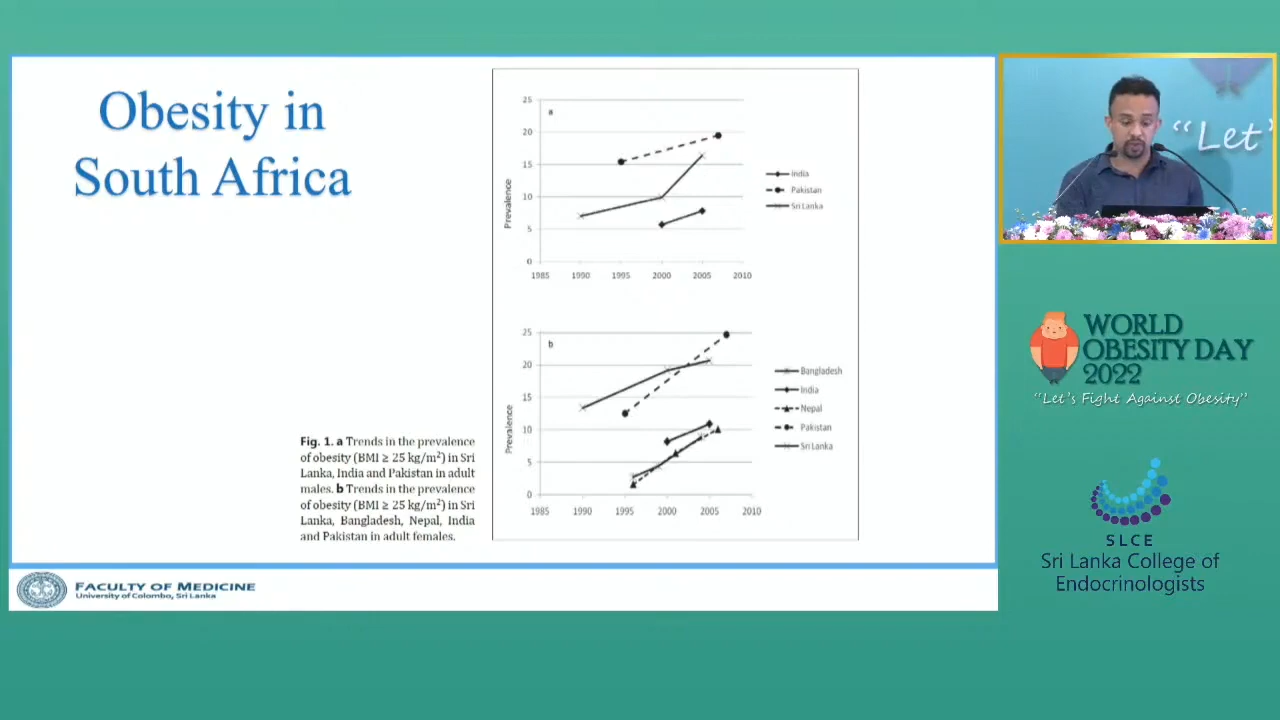 Obesity in
South Africa
25
a
20
15
10
5
0
Prevalence
1985 1990 1995 2000 2005 2010
India
Pakistan
Sri Lanka
25
b
20
15
10
5
0
Prevalence
1985 1990 1995 2000 2005 2010
Bangladesh
India
Nepal
Pakistan
Sri Lanka
Fig. 1. a Trends in the prevalence
of obesity (BMI ≥ 25 kg/m²) in Sri
Lanka, India and Pakistan in adult
males. b Trends in the prevalence
of obesity (BMI ≥ 25 kg/m²) in Sri
Lanka, Bangladesh, Nepal, India
and Pakistan in adult females.
FACULTY OF MEDICINE
University of Colombo, Sri Lanka
“Let’
WORLD
OBESITY DAY
2022
“Let’s Fight Against Obesity”
SLCE
Sri Lanka College of
Endocrinologists